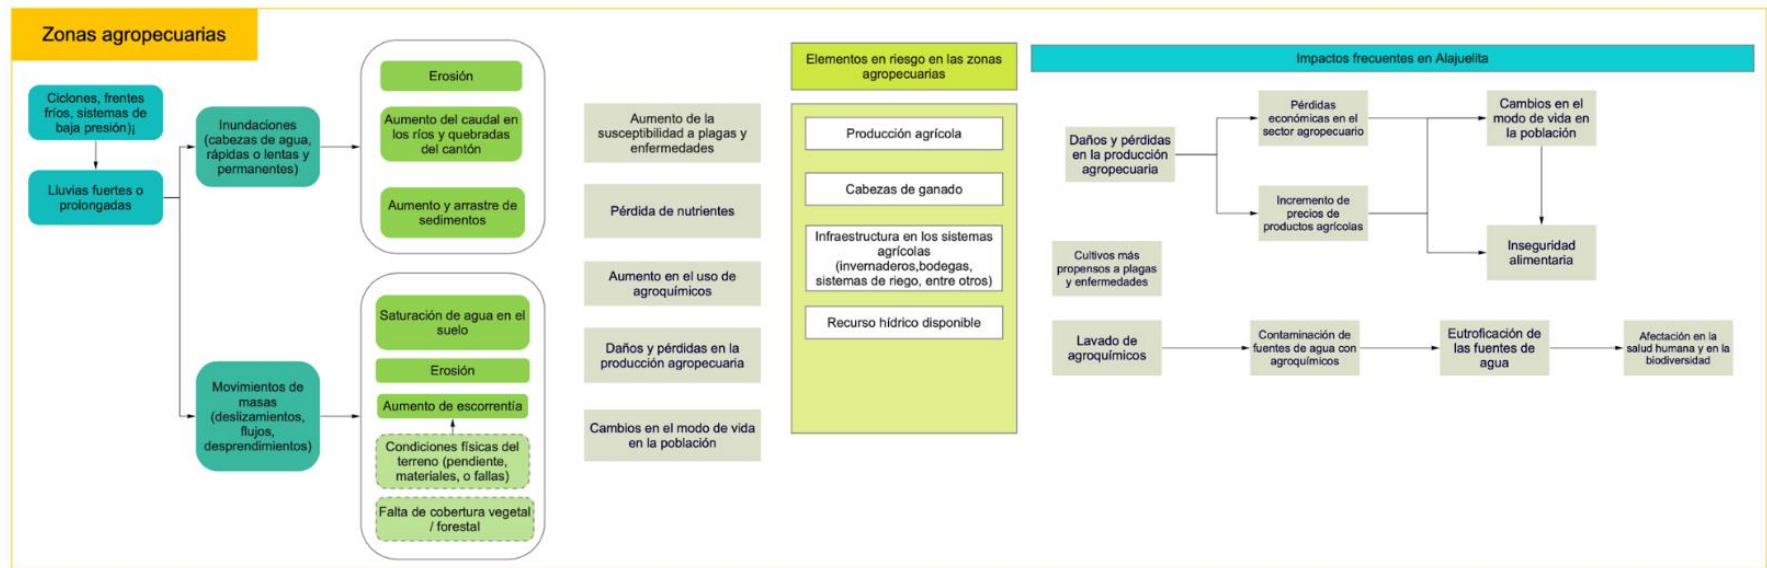 Zonas agropecuarias
Ciclones, frentes
fríos, sistemas de
baja presión)¡
Lluvias fuertes o
prolongadas
Inundaciones
(cabezas de agua,
rápidas o lentas y
permanentes)
Movimientos de
masas
(deslizamientos,
flujos,
desprendimientos)
Erosión
Aumento del caudal en
los ríos y quebradas
del cantón
Aumento y arrastre de
sedimentos
Saturación de agua en el
suelo
Erosión
Aumento de escorrentía
Condiciones físicas del
terreno (pendiente,
materiales, o fallas)
Falta de cobertura vegetal
/ forestal
Aumento de la
susceptibilidad a plagas y
enfermedades
Pérdida de nutrientes
Aumento en el uso de
agroquímicos
Daños y pérdidas en la
producción agropecuaria
Cambios en el modo de vida
en la población
Elementos en riesgo en las zonas
agropecuarias
Producción agrícola
Cabezas de ganado
Infraestructura en los sistemas
agrícolas
(invernaderos,bodegas,
sistemas de riego, entre otros)
Recurso hídrico disponible
Impactos frecuentes en Alajuelita
Daños y pérdidas
en la producción
agropecuaria
Pérdidas
económicas en el
sector agropecuario
Incremento de
precios de
productos agrícolas
Cambios en el
modo de vida en
la población
Inseguridad
alimentaria
Cultivos más
propensos a plagas
y enfermedades
Lavado de
agroquímicos
Contaminación de
fuentes de agua con
agroquímicos
Eutroficación de
las fuentes de
agua
Afectación en la
salud humana y en la
biodiversidad